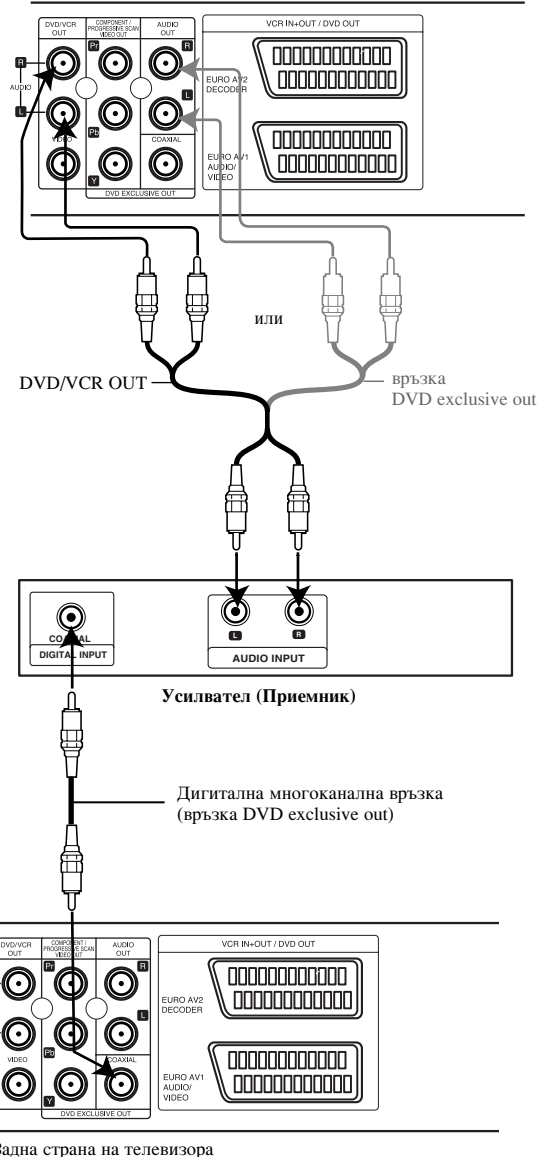 DVD/VCR OUT
COMPONENT / PROGRESSIVE SCAN VIDEO OUT
AUDIO OUT
VCR IN+OUT / DVD OUT
R
AUDIO
L
Pr
R
L
EURO AV2
DECODER
Pb
VIDEO
COAXIAL
EURO AV1
AUDIO/
VIDEO
Y
DVD EXCLUSIVE OUT
или
DVD/VCR OUT
връзка
DVD exclusive out
COAXIAL
DIGITAL INPUT
L
R
AUDIO INPUT
Усилвател (Приемник)
Дигитална многоканална връзка
(връзка DVD exclusive out)
DVD/VCR OUT
COMPONENT / PROGRESSIVE SCAN VIDEO OUT
AUDIO OUT
VCR IN+OUT / DVD OUT
Pr
R
L
EURO AV2
DECODER
Pb
VIDEO
COAXIAL
EURO AV1
AUDIO/
VIDEO
Y
DVD EXCLUSIVE OUT
Задна страна на телевизора